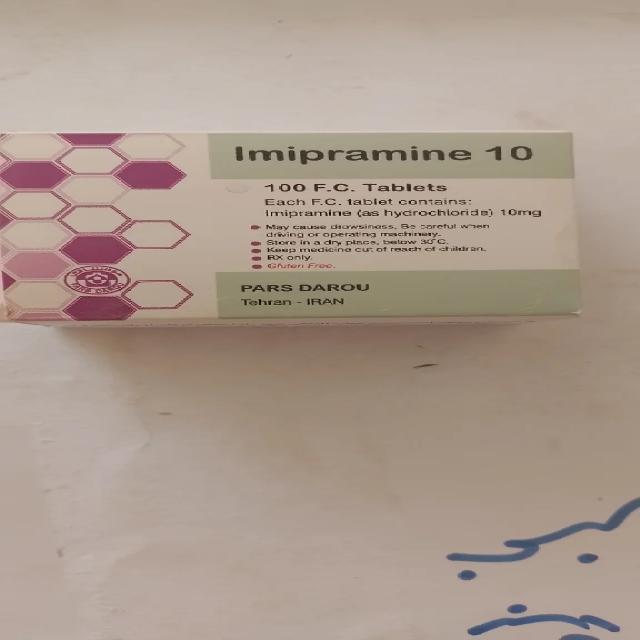 Imipramine 10
100 F.C. Tablets
Each F.C. tablet contains:
Imipramine (as hydrochloride) 10mg
May cause drowsiness, Be careful when
driving or operating machinery.
Store in a dry place, below 30°C.
Keep medicine out of reach of children.
RX only.
Gluten Free.
PARS DAROU
Tehran - IRAN